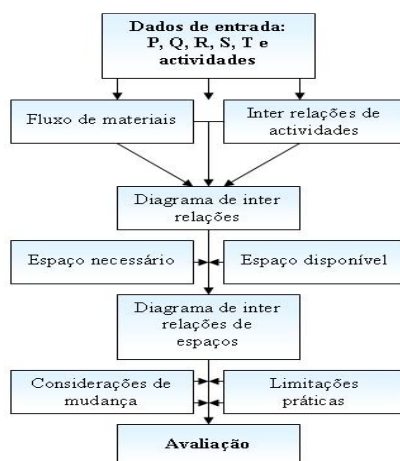 Dados de entrada:
P, Q, R, S, T e
actividades
Fluxo de materiais
Inter relações de
actividades
Diagrama de inter
relações
Espaço necessário
Espaço disponível
Diagrama de inter
relações de
espaços
Considerações de
mudança
Limitações
práticas
Avaliação